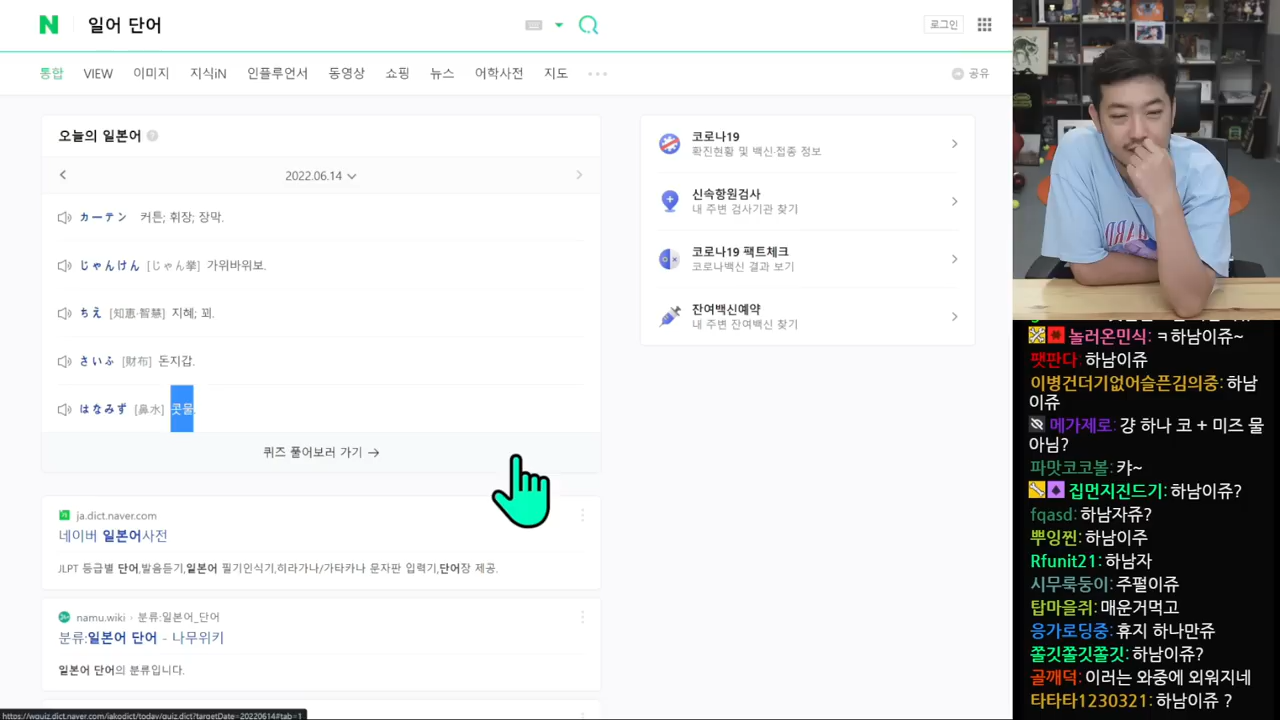 일어 단어
로그인
통합 VIEW 이미지 지식iN 인플루언서 동영상 쇼핑 뉴스 어학사전 지도
공유
오늘의 일본어
2022.06.14
カーテン 커튼; 휘장; 장막.
じゃんけん [じゃん拳] 가위바위보.
ちえ [知恵·智慧] 지혜; 꾀.
さいふ [財布] 돈지갑.
はなみず [鼻水] 콧물.
퀴즈 풀어보러 가기 →
ja.dict.naver.com
네이버 일본어사전
JLPT 등급별 단어,발음듣기,일본어 필기인식기,히라가나/가타카나 문자판 입력기,단어장 제공.
namu.wiki › 분류:일본어_단어
분류:일본어 단어 - 나무위키
일본어 단어의 분류입니다.
https://wquiz.dict.naver.com/jakodict/today/quiz.dict?targetDate=20220614#tab=1
코로나19
확진현황 및 백신·접종 정보
신속항원검사
내 주변 검사기관 찾기
코로나19 팩트체크
코로나백신 결과 보기
잔여백신예약
내 주변 잔여백신 찾기
놀러온민식: ㅋ하남이쥬~
팻판다: 하남이쥬
이병건더기없어슬픈김의중: 하남
이쥬
메가제로: 걍 하나 코 + 미즈 물
아님?
파맛코코볼: 캬~
집먼지진드기: 하남이쥬?
fqasd: 하남자쥬?
뿌잉찐: 하남이주
Rfunit21: 하남자
시무룩둥이: 주펄이쥬
탑마을쥐: 매운거먹고
응가로딩중: 휴지 하나만쥬
쫄깃쫄깃쫄깃: 하남이쥬?
골깨덕: 이러는 와중에 외워지네
타타타1230321: 하남이쥬 ?